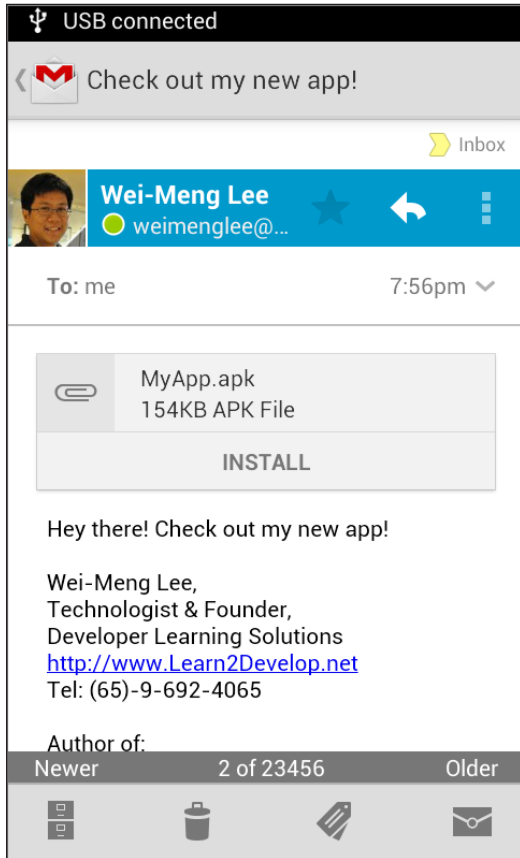 USB connected
Check out my new app!
Inbox
Wei-Meng Lee
weimenglee@...
To: me
7:56pm
MyApp.apk
154KB APK File
INSTALL
Hey there! Check out my new app!
Wei-Meng Lee,
Technologist & Founder,
Developer Learning Solutions
http://www.Learn2Develop.net
Tel: (65)-9-692-4065
Author of:
Newer 2 of 23456 Older